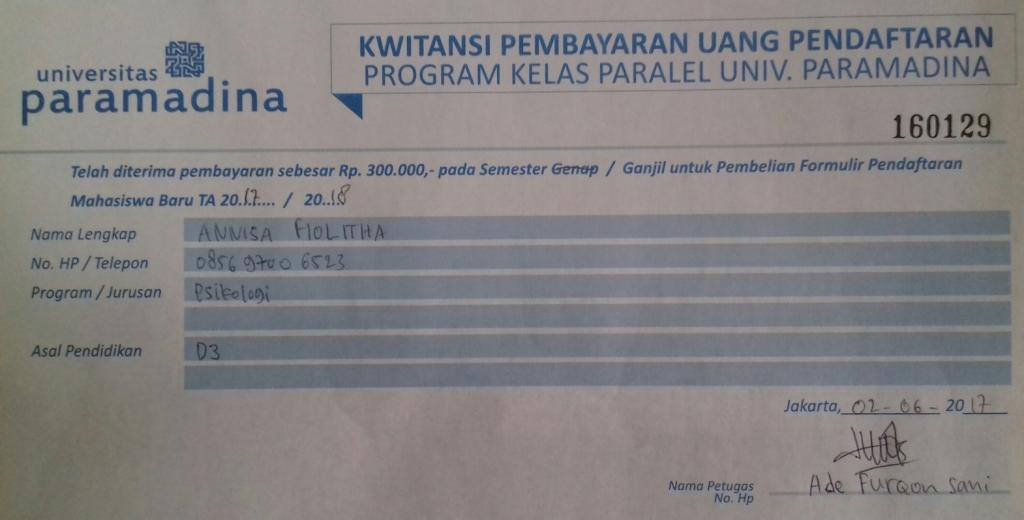 universitas
paramadina
KWITANSI PEMBAYARAN UANG PENDAFTARAN
PROGRAM KELAS PARALEL UNIV. PARAMADINA
160129
Telah diterima pembayaran sebesar Rp. 300.000,- pada Semester Genap / Ganjil untuk Pembelian Formulir Pendaftaran
Mahasiswa Baru TA 20.17.... / 20..18
Nama Lengkap ANNISA FIOLITHA
No. HP / Telepon 0856 9700 6523
Program / Jurusan Psikologi
Asal Pendidikan D3
Jakarta, 02-06- 2017
Nama Petugas Ade Furqon sani
No. Hp